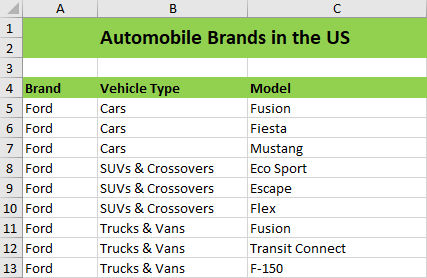 A B C
1 Automobile Brands in the US
2
3
4 Brand Vehicle Type Model
5 Ford Cars Fusion
6 Ford Cars Fiesta
7 Ford Cars Mustang
8 Ford SUVs & Crossovers Eco Sport
9 Ford SUVs & Crossovers Escape
10 Ford SUVs & Crossovers Flex
11 Ford Trucks & Vans Fusion
12 Ford Trucks & Vans Transit Connect
13 Ford Trucks & Vans F-150